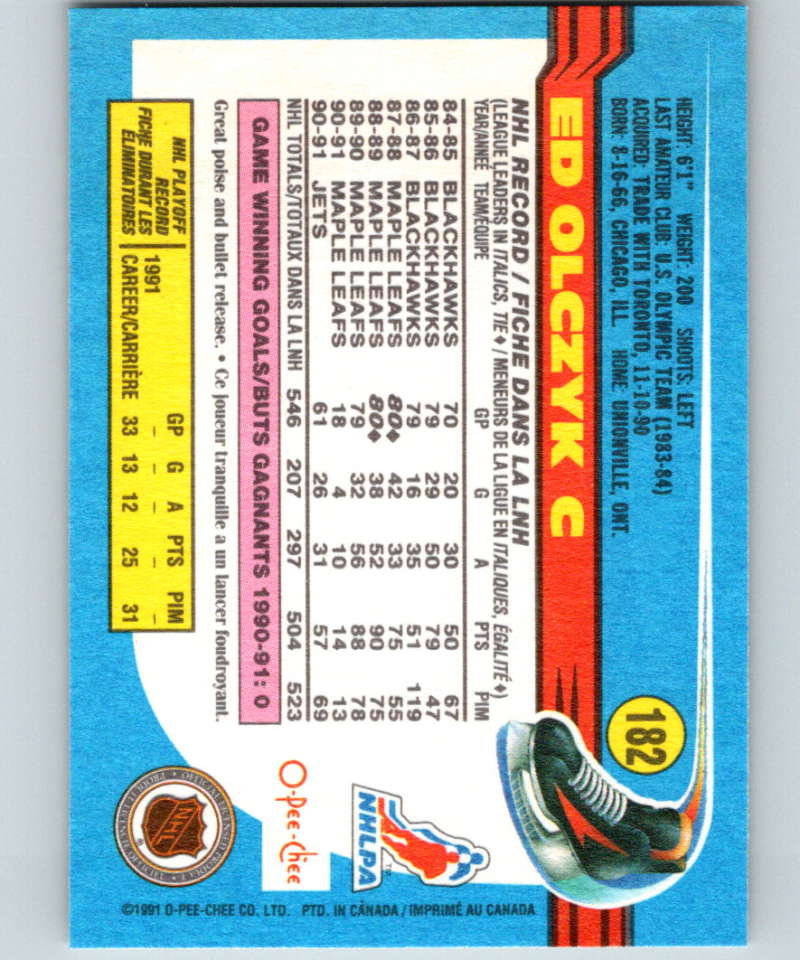 HEIGHT: 6'1" WEIGHT: 200 SHOOTS: LEFT
LAST AMATEUR CLUB: U.S. OLYMPIC TEAM (1983-84)
ACQUIRED: TRADE WITH TORONTO, 11-10-90
BORN: 8-16-66, CHICAGO, ILL. HOME: UNIONVILLE, ONT.
182
ED OLCZYK C
NHL RECORD / FICHE DANS LA LNH
(LEAGUE LEADERS IN ITALICS, TIE ♦ / MENEURS DE LA LIGUE EN ITALIQUES, ÉGALITÉ ♦)
YEAR/ANNÉE TEAM/ÉQUIPE GP G A PTS PIM
84-85 BLACKHAWKS 70 20 30 50 67
85-86 BLACKHAWKS 79 29 50 79 47
86-87 BLACKHAWKS 79 16 35 51 119
87-88 MAPLE LEAFS 80♦ 42 33 75 55
88-89 MAPLE LEAFS 80♦ 38 52 90 75
89-90 MAPLE LEAFS 79 32 56 88 78
90-91 MAPLE LEAFS 18 4 10 14 13
90-91 JETS 61 26 31 57 69
NHL TOTALS/TOTAUX DANS LA LNH 546 207 297 504 523
GAME WINNING GOALS/BUTS GAGNANTS 1990-91: 0
Great poise and bullet release. • Ce joueur tranquille a un lancer foudroyant.
NHL PLAYOFF RECORD
FICHE DURANT LES ÉLIMINATOIRES
GP G A PTS PIM
1991 – – – – –
CAREER/CARRIÈRE 33 13 12 25 31
NHLPA
TM
O-Pee-Chee
NHL
©1991 O-PEE-CHEE CO. LTD. PTD. IN CANADA / IMPRIMÉ AU CANADA